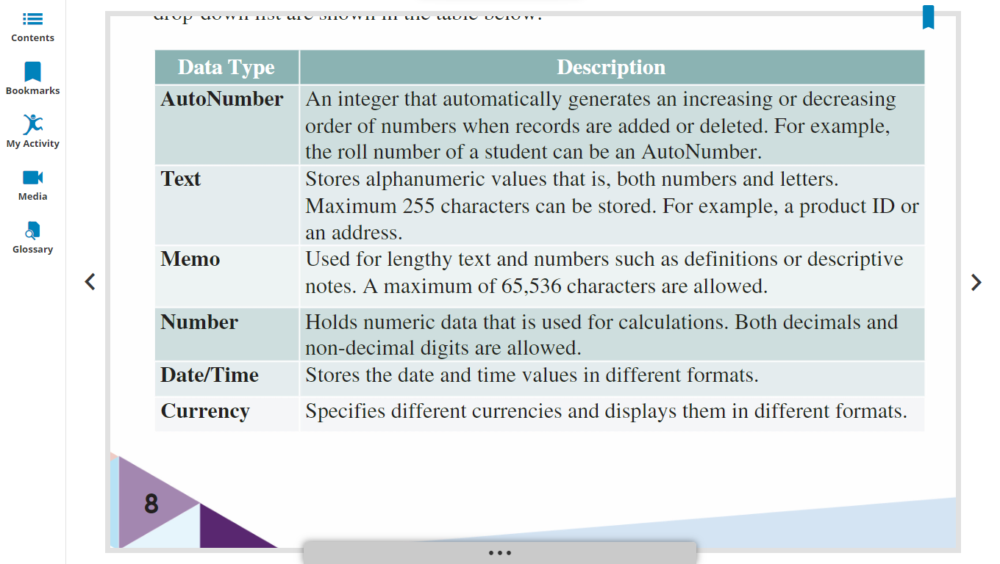 Contents
Bookmarks
My Activity
Media
Glossary
drop-down list are shown in the table below.
Data Type Description
AutoNumber An integer that automatically generates an increasing or decreasing
order of numbers when records are added or deleted. For example,
the roll number of a student can be an AutoNumber.
Text Stores alphanumeric values that is, both numbers and letters.
Maximum 255 characters can be stored. For example, a product ID or
an address.
Memo Used for lengthy text and numbers such as definitions or descriptive
notes. A maximum of 65,536 characters are allowed.
Number Holds numeric data that is used for calculations. Both decimals and
non-decimal digits are allowed.
Date/Time Stores the date and time values in different formats.
Currency Specifies different currencies and displays them in different formats.
8